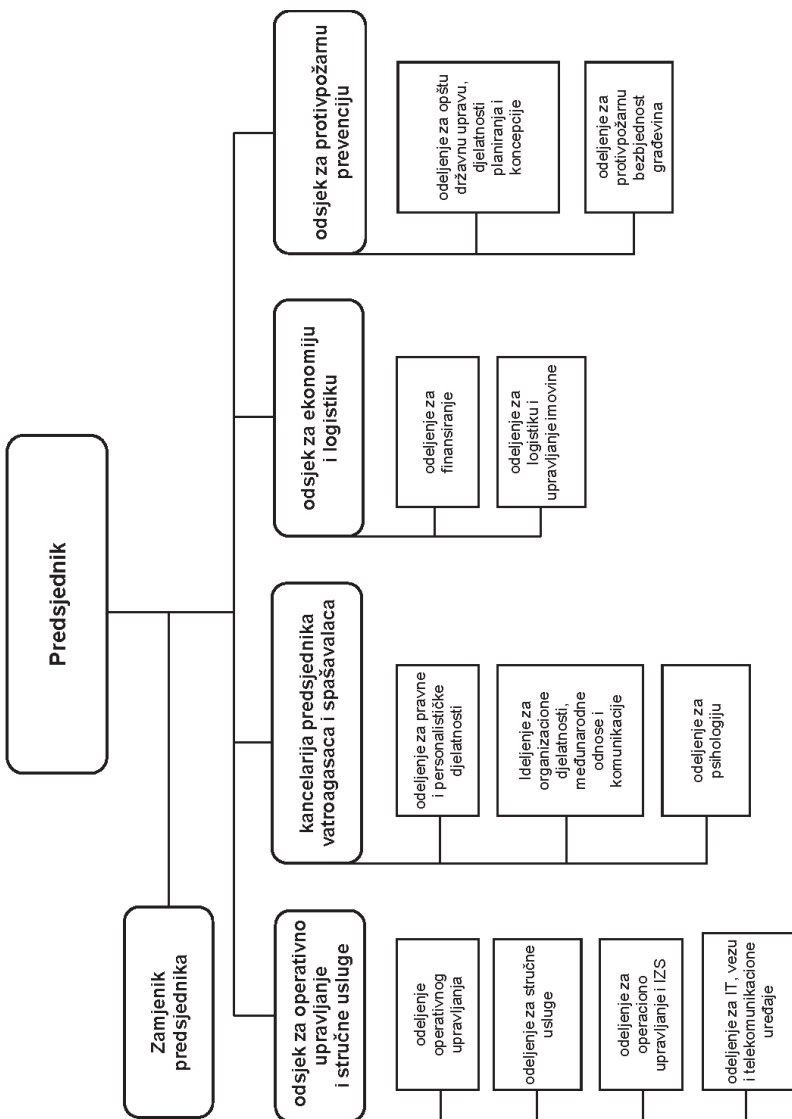 Predsjednik
Zamjenik
predsjednika
odsjek za operativno
upravljanje
i stručne usluge
odeljenje
operativnog
upravljanja
odeljenje za stručne
usluge
odeljenje za
operaciono
upravljanje i IZS
odeljenje za IT, vezu
i telekomunikacione
uređaje
kancelarija predsjednika
vatroagasaca i spašavalaca
odeljenje za pravne
i personalističke
djelatnosti
Ideljenje za
organizacione
djelatnosti,
međunarodne
odnose i
komunikacije
odeljenje za
psihologiju
odsjek za ekonomiju
i logistiku
odeljenje za
finansiranje
odeljenje za
logistiku i
upravljanje imovine
odsjek za protivpožarnu
prevenciju
odeljenje za opštu
državnu upravu,
djelatnosti
planiranja i
koncepcije
odeljenje za
protivpožarnu
bezbjednost
građevina